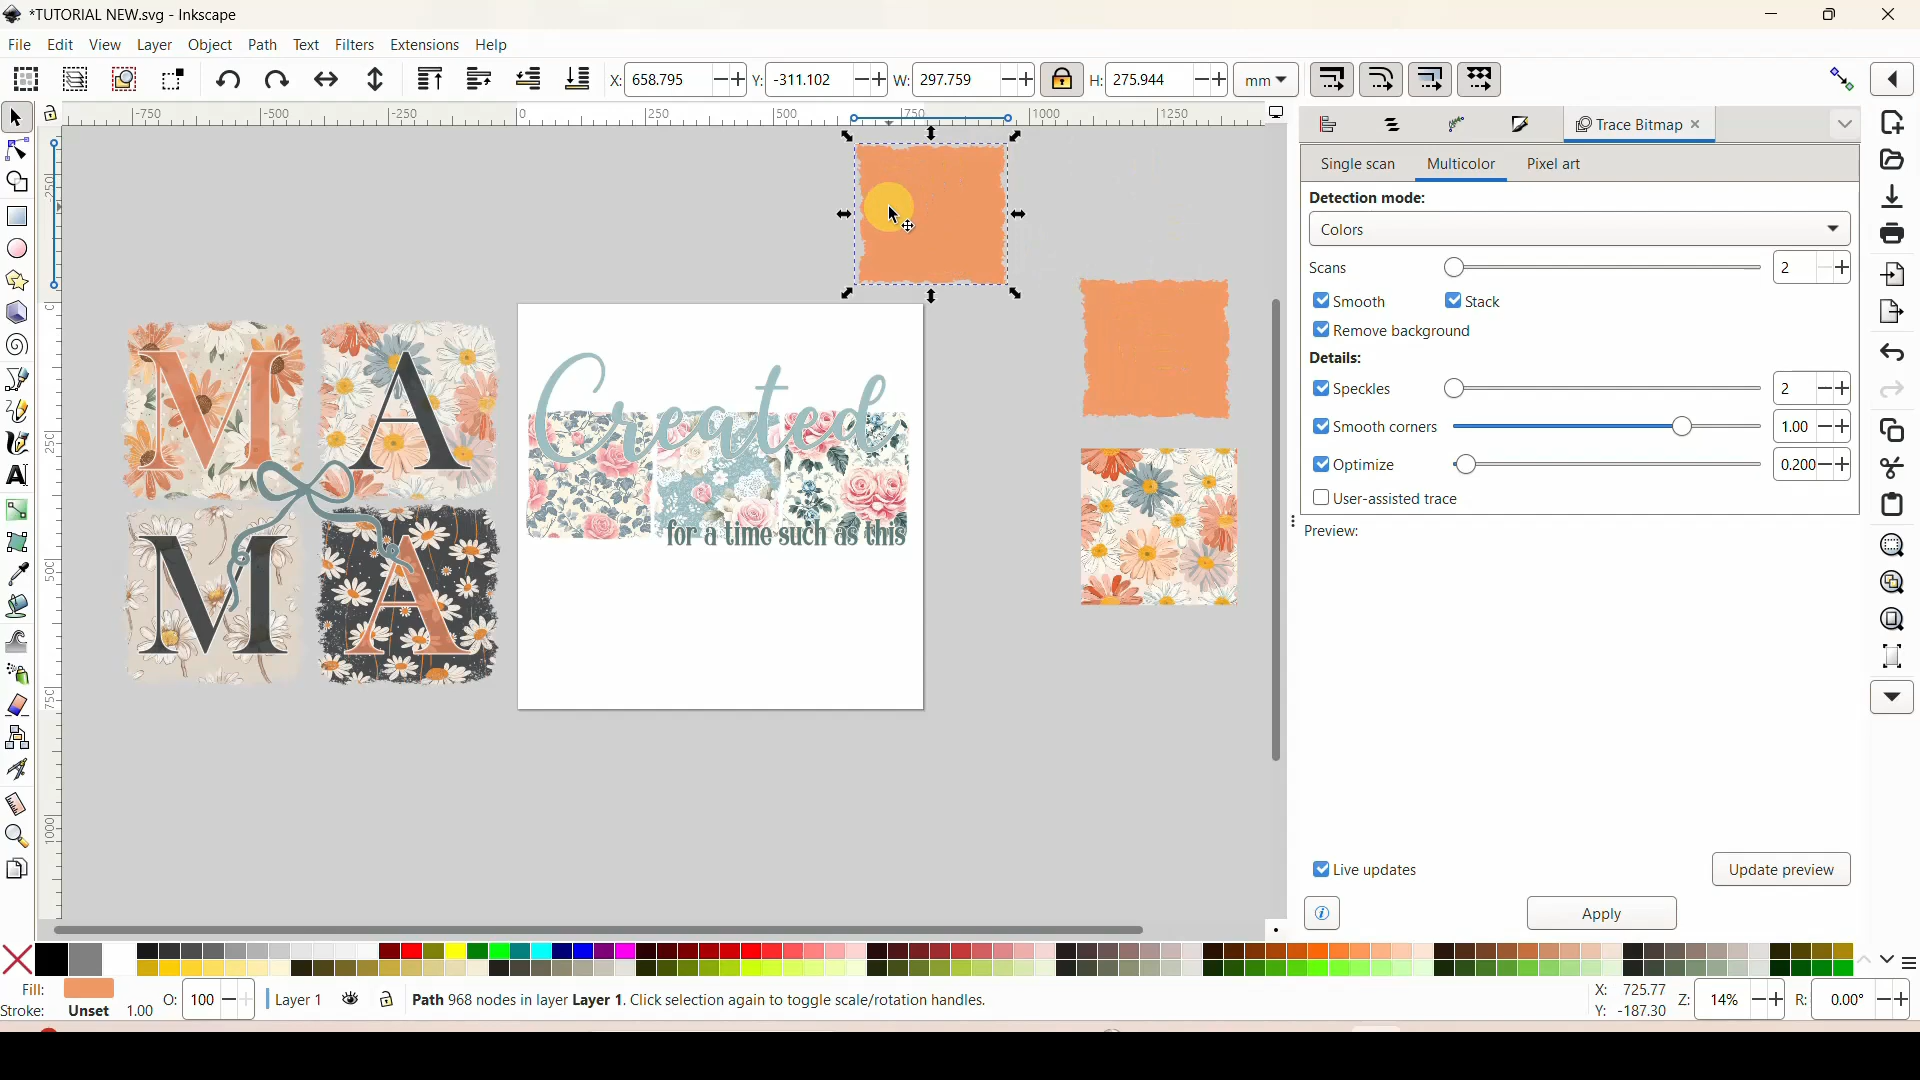 *TUTORIAL NEW.svg - Inkscape
File Edit View Layer Object Path Text Filters Extensions Help
X: 658.795 Y: -311.102 W: 297.759 H: 275.944 mm
-750 -500 -250 0 250 500 750 1000 1250
Trace Bitmap
Single scan Multicolor Pixel art
Detection mode:
Colors
Scans 2
Smooth Stack
Remove background
Details:
Speckles 2
Smooth corners 1.00
Optimize 0.200
User-assisted trace
Preview:
M A
M A
Created
for a time such as this
Live updates Update preview
Apply
Fill:
Stroke: Unset 1.00
O: 100 Layer 1 Path 968 nodes in layer Layer 1. Click selection again to toggle scale/rotation handles.
X: 725.77
Y: -187.30
Z: 14% R: 0.00°